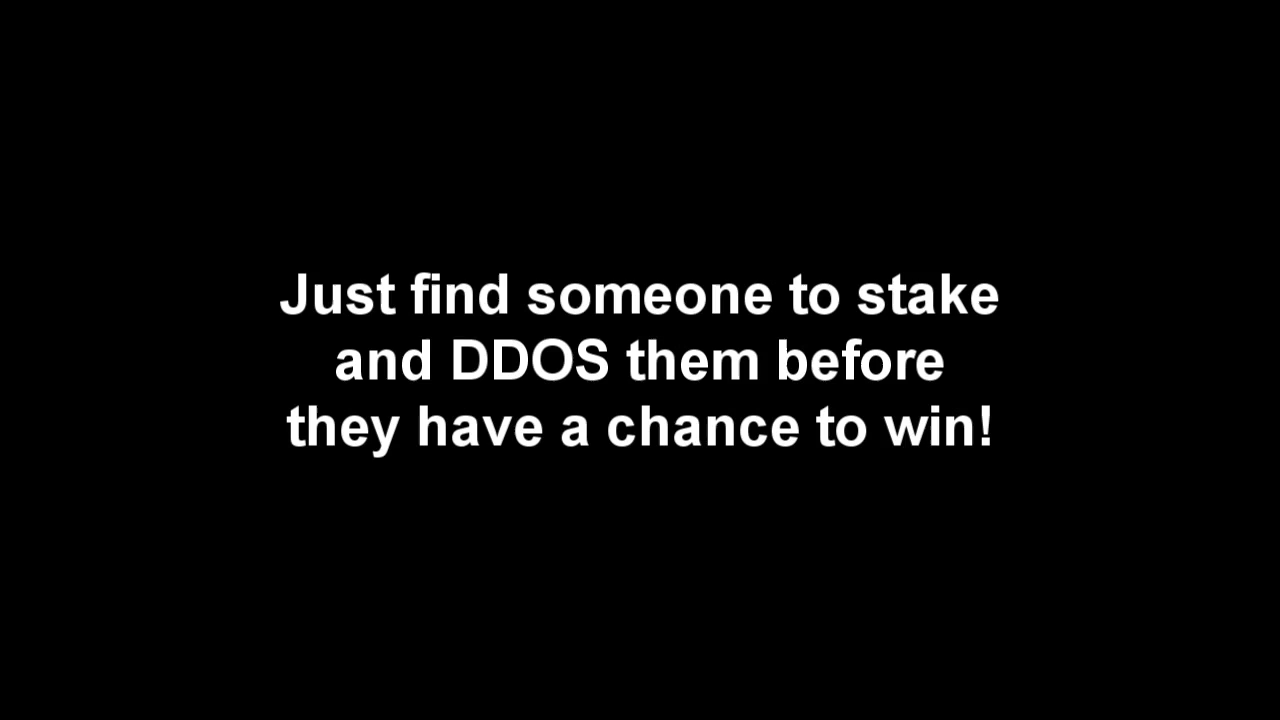 Just find someone to stake
and DDOS them before
they have a chance to win!